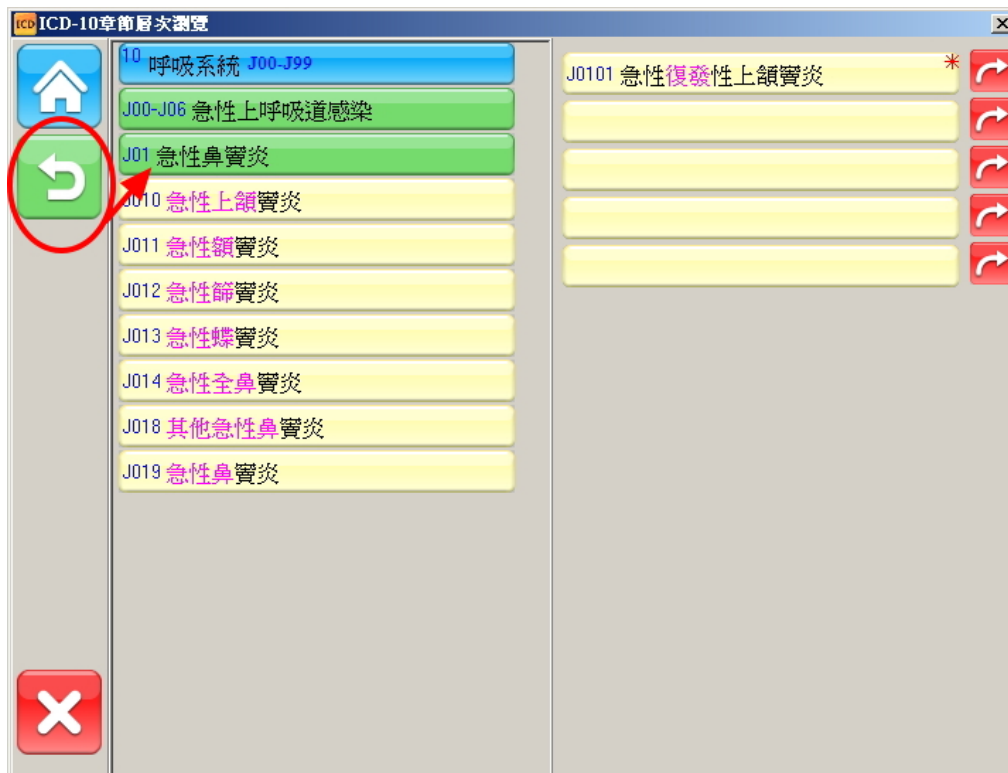 ICD ICD-10章節層次瀏覽
10 呼吸系統 J00-J99
J00-J06 急性上呼吸道感染
J01 急性鼻竇炎
J010 急性上頜竇炎
J011 急性額竇炎
J012 急性篩竇炎
J013 急性蝶竇炎
J014 急性全鼻竇炎
J018 其他急性鼻竇炎
J019 急性鼻竇炎
J0101 急性復發性上頜竇炎 *